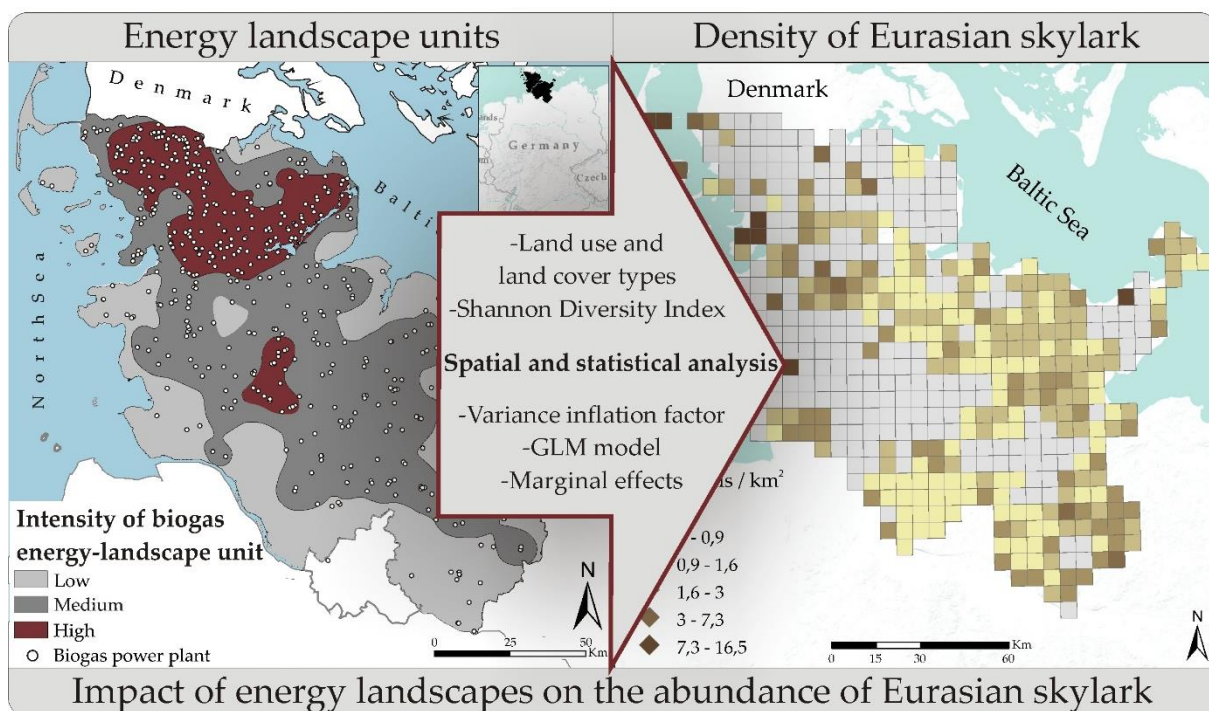 Energy landscape units
Density of Eurasian skylark
Denmark
Germany
Czech
North Sea
Balti
Intensity of biogas
energy-landscape unit
Low
Medium
High
Biogas power plant
N
0 25 50
Km
-Land use and
land cover types
-Shannon Diversity Index
Spatial and statistical analysis
-Variance inflation factor
-GLM model
-Marginal effects
Denmark
Baltic Sea
/ km²
- 0,9
0,9 - 1,6
1,6 - 3
3 - 7,3
7,3 - 16,5
N
Km
0 15 30 60
Impact of energy landscapes on the abundance of Eurasian skylark